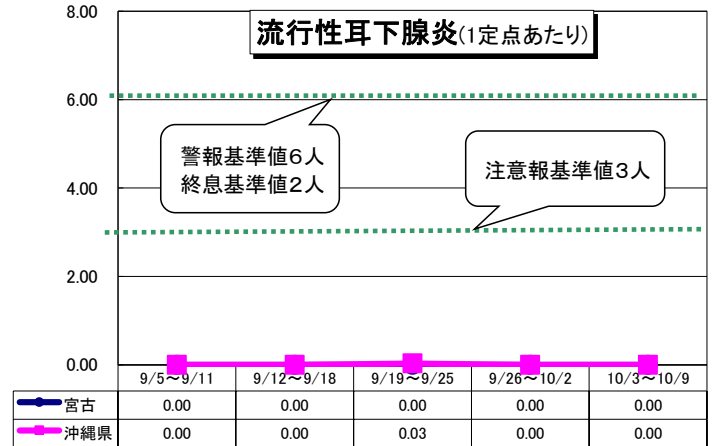 流行性耳下腺炎(1定点あたり)
8.00
6.00
4.00
2.00
0.00
警報基準値6人
終息基準値2人
注意報基準値3人
9/5～9/11 9/12～9/18 9/19～9/25 9/26～10/2 10/3～10/9
宮古 0.00 0.00 0.00 0.00 0.00
沖縄県 0.00 0.00 0.03 0.00 0.00